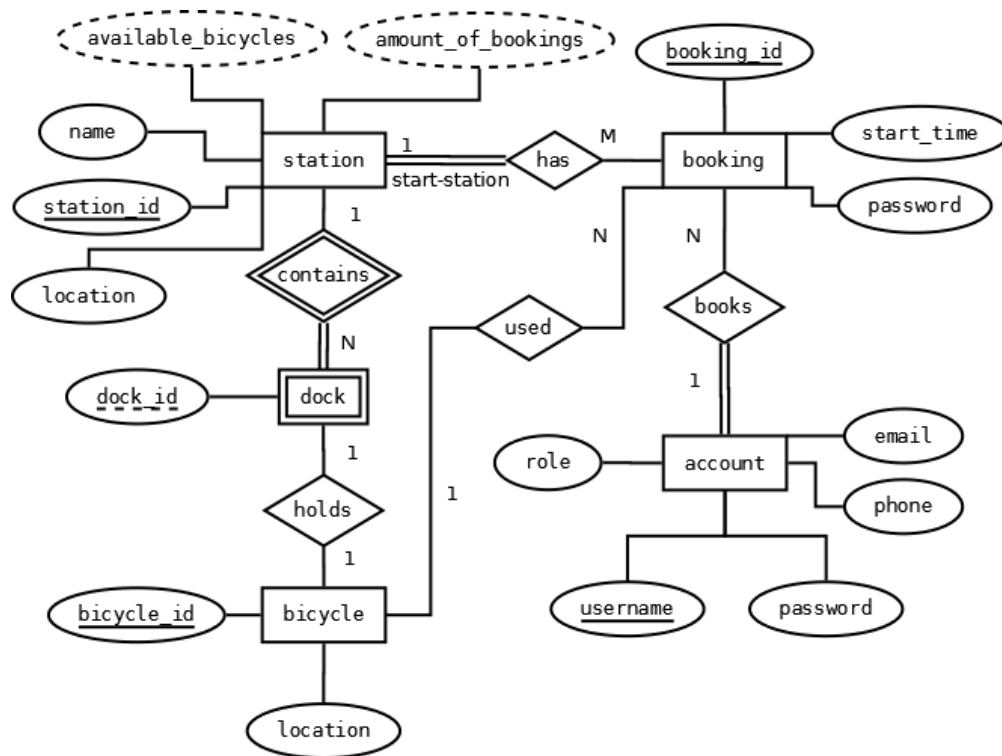 available_bicycles
amount_of_bookings
booking_id
name
station
1
start-station
has
M
booking
start_time
station_id
password
1
location
contains
N
N
books
used
N
dock_id
dock
1
1
email
role
account
phone
holds
1
1
bicycle_id
bicycle
username
password
location